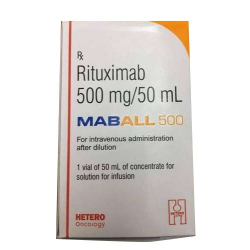 Rx
Rituximab
500 mg/50 mL
MABALL 500
For intravenous administration
after dilution
1 vial of 50 mL of concentrate for
solution for infusion
HETERO
Oncology